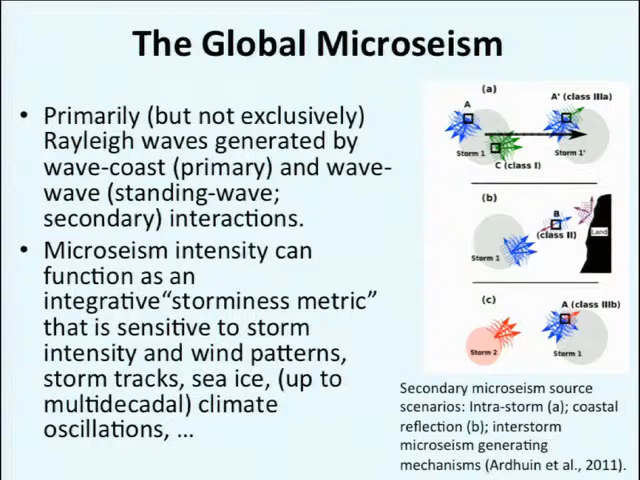 The Global Microseism
• Primarily (but not exclusively)
Rayleigh waves generated by
wave-coast (primary) and wave-
wave (standing-wave;
secondary) interactions.
• Microseism intensity can
function as an
integrative“storminess metric”
that is sensitive to storm
intensity and wind patterns,
storm tracks, sea ice, (up to
multidecadal) climate
oscillations, …
(a)
A
A' (class IIIa)
Storm 1
Storm 1'
C (class I)
(b)
B
(class II)
Land
Storm 1
(c)
A (class IIIb)
Storm 2
Storm 1
Secondary microseism source
scenarios: Intra-storm (a); coastal
reflection (b); interstorm
microseism generating
mechanisms (Ardhuin et al., 2011).